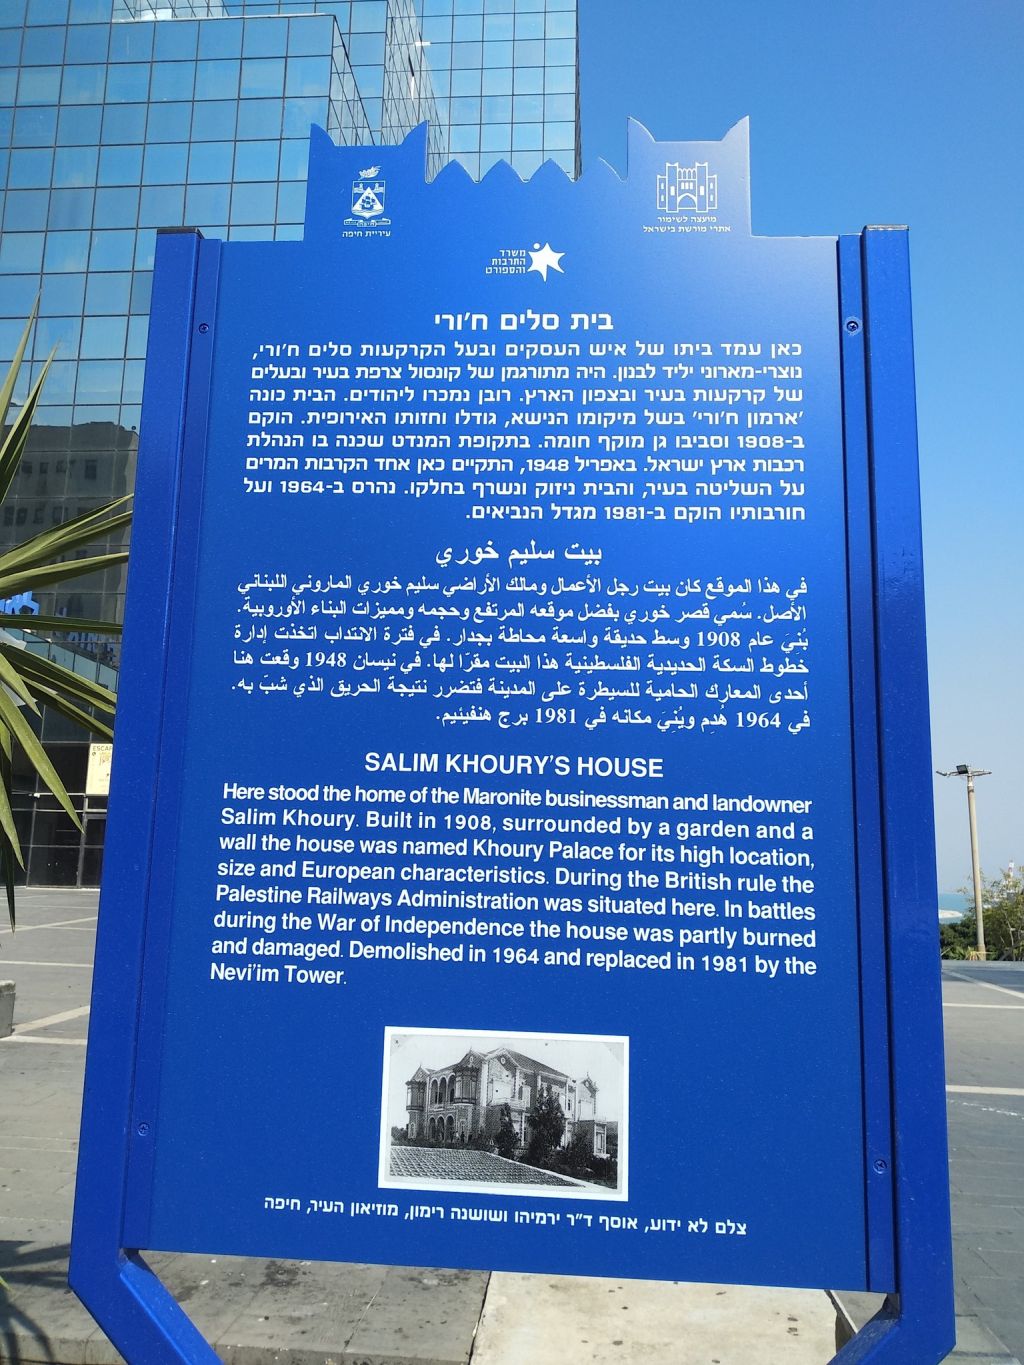 עיריית חיפה
מועצה לשימור
אתרי מורשת בישראל
משרד
התרבות
והספורט
בית סלים ח'ורי
כאן עמד ביתו של איש העסקים ובעל הקרקעות סלים ח'ורי,
נוצרי-מארוני יליד לבנון. היה מתורגמן של קונסול צרפת בעיר ובעלים
של קרקעות בעיר ובצפון הארץ. רובן נמכרו ליהודים. הבית כונה
'ארמון ח'ורי' בשל מיקומו הנישא, גודלו וחזותו האירופית. הוקם
ב-1908 וסביבו גן מוקף חומה. בתקופת המנדט שכנה בו הנהלת
רכבות ארץ ישראל. באפריל 1948, התקיים כאן אחד הקרבות המרים
על השליטה בעיר, והבית ניזוק ונשרף בחלקו. נהרס ב-1964 ועל
חורבותיו הוקם ב-1981 מגדל הנביאים.
بيت سليم خوري
في هذا الموقع كان بيت رجل الأعمال ومالك الأراضي سليم خوري الماروني اللبناني
الأصل. سُمي قصر خوري بفضل موقعه المرتفع وحجمه ومميزات البناء الأوروبية.
بُنيَ عام 1908 وسط حديقة واسعة محاطة بجدار. في فترة الانتداب اتخذت إدارة
خطوط السكة الحديدية الفلسطينية هذا البيت مقرًا لها. في نيسان 1948 وقعت هنا
أحدى المعارك الحامية للسيطرة على المدينة فتضرر نتيجة الحريق الذي شبّ به.
في 1964 هُدِم وبُنِيَ مكانه في 1981 برج هنفيئيم.
SALIM KHOURY'S HOUSE
Here stood the home of the Maronite businessman and landowner
Salim Khoury. Built in 1908, surrounded by a garden and a
wall the house was named Khoury Palace for its high location,
size and European characteristics. During the British rule the
Palestine Railways Administration was situated here. In battles
during the War of Independence the house was partly burned
and damaged. Demolished in 1964 and replaced in 1981 by the
Nevi'im Tower.
צלם לא ידוע, אוסף ד"ר ירמיהו ושושנה רימון, מוזיאון העיר, חיפה